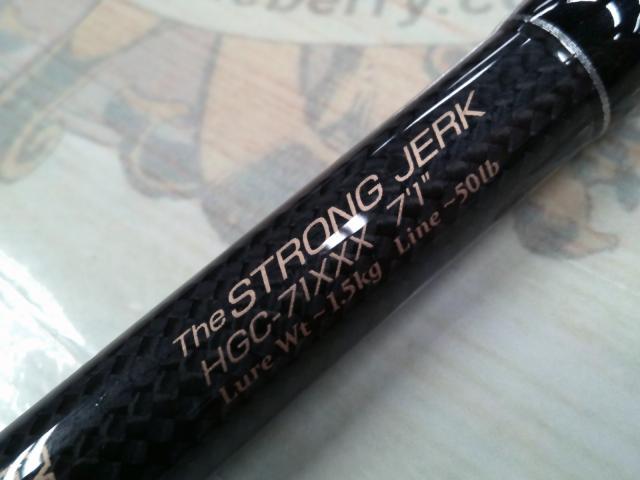 The STRONG JERK
HGC-71XXX 7'1"
Lure Wt ~1.5kg Line ~50lb